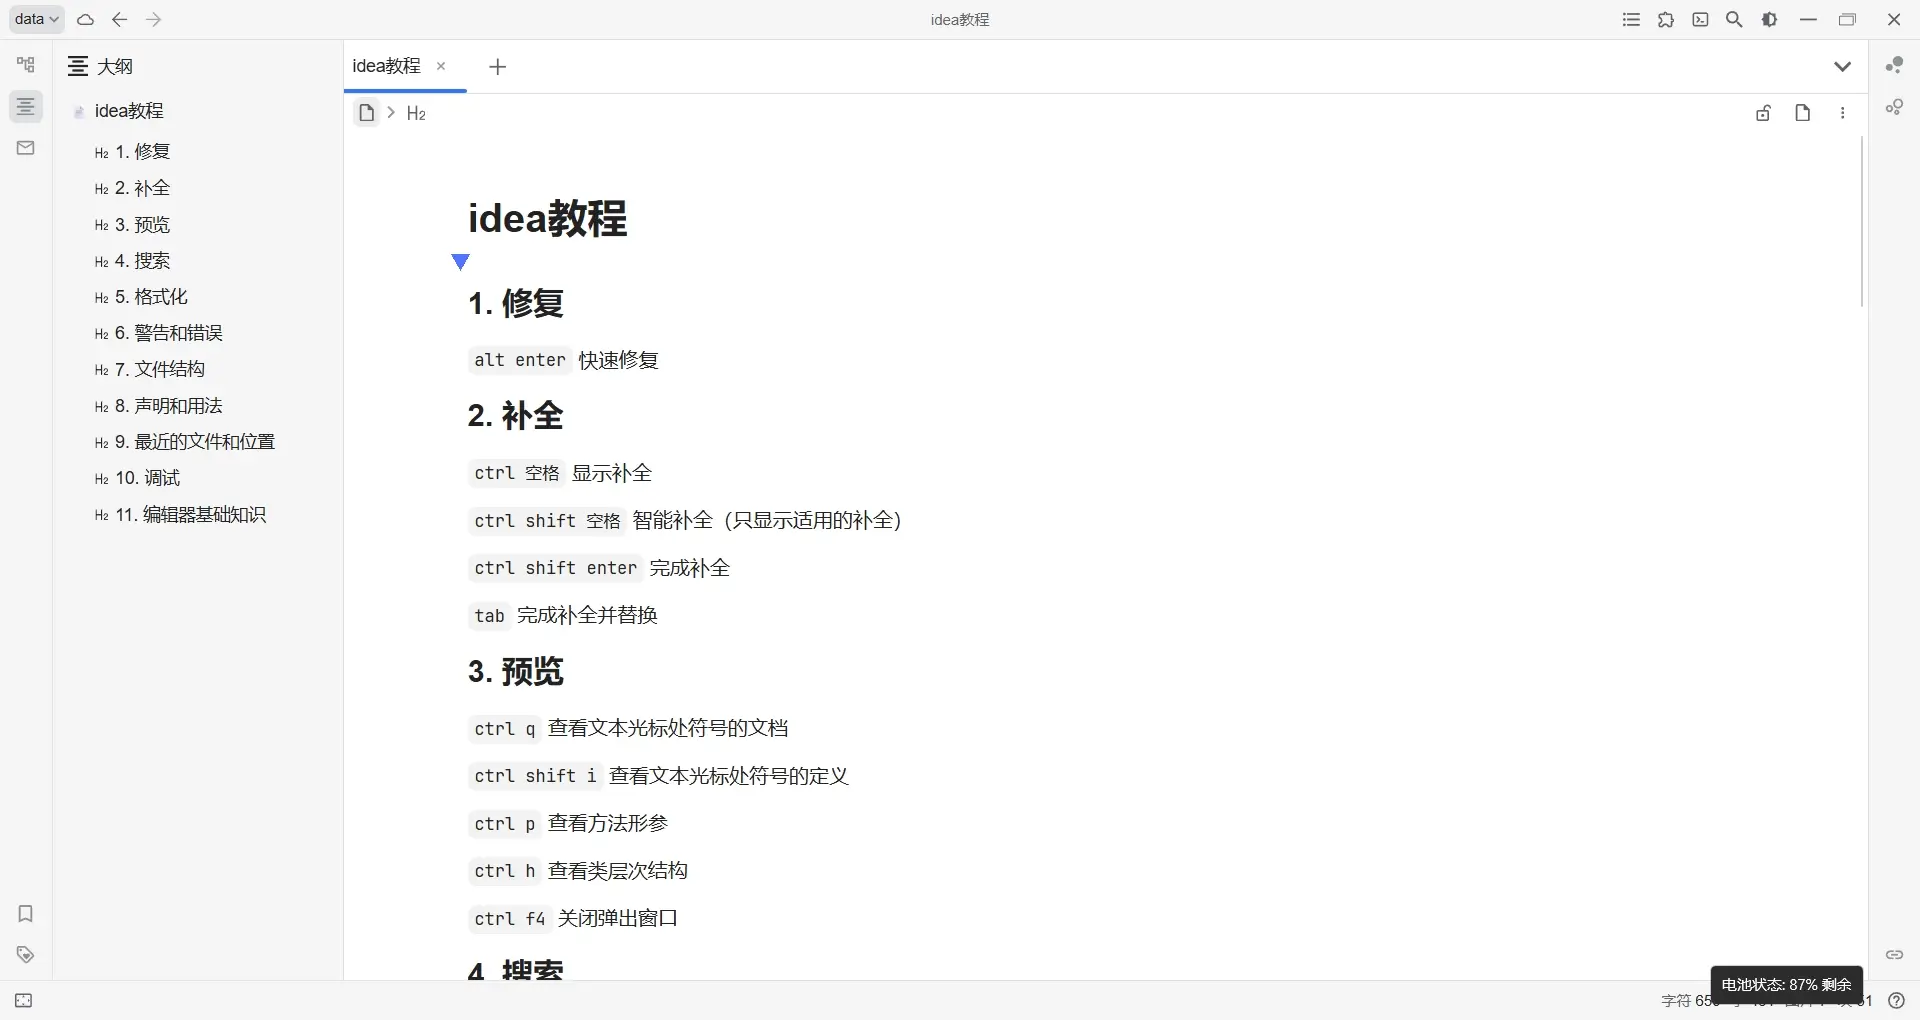 data
idea教程
大纲
idea教程
H2 1. 修复
H2 2. 补全
H2 3. 预览
H2 4. 搜索
H2 5. 格式化
H2 6. 警告和错误
H2 7. 文件结构
H2 8. 声明和用法
H2 9. 最近的文件和位置
H2 10. 调试
H2 11. 编辑器基础知识
idea教程
H2
idea教程
1. 修复
alt enter 快速修复
2. 补全
ctrl 空格 显示补全
ctrl shift 空格 智能补全（只显示适用的补全）
ctrl shift enter 完成补全
tab 完成补全并替换
3. 预览
ctrl q 查看文本光标处符号的文档
ctrl shift i 查看文本光标处符号的定义
ctrl p 查看方法形参
ctrl h 查看类层次结构
ctrl f4 关闭弹出窗口
4. 搜索
电池状态: 87% 剩余
字符